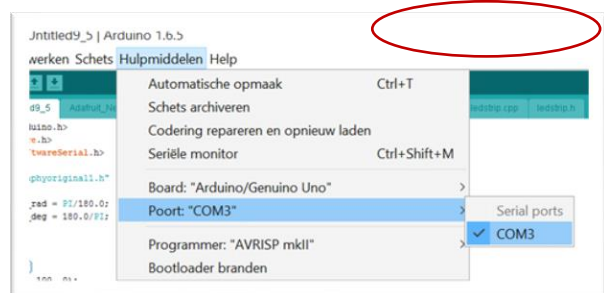 Untitled9_5 | Arduino 1.6.5
werken Schets Hulpmiddelen Help
Automatische opmaak Ctrl+T
d9_5 ledstrip.cpp ledstrip.h
Schets archiveren
duino.h>
Codering repareren en opnieuw laden
e.h>
Seriële monitor Ctrl+Shift+M
twareSerial.h>
phyoriginal1.h"
Board: "Arduino/Genuino Uno"
_rad = PI/180.0;
Poort: "COM3" Serial ports
_deg = 180.0/PI;
COM3
Programmer: "AVRISP mkII"
Bootloader branden